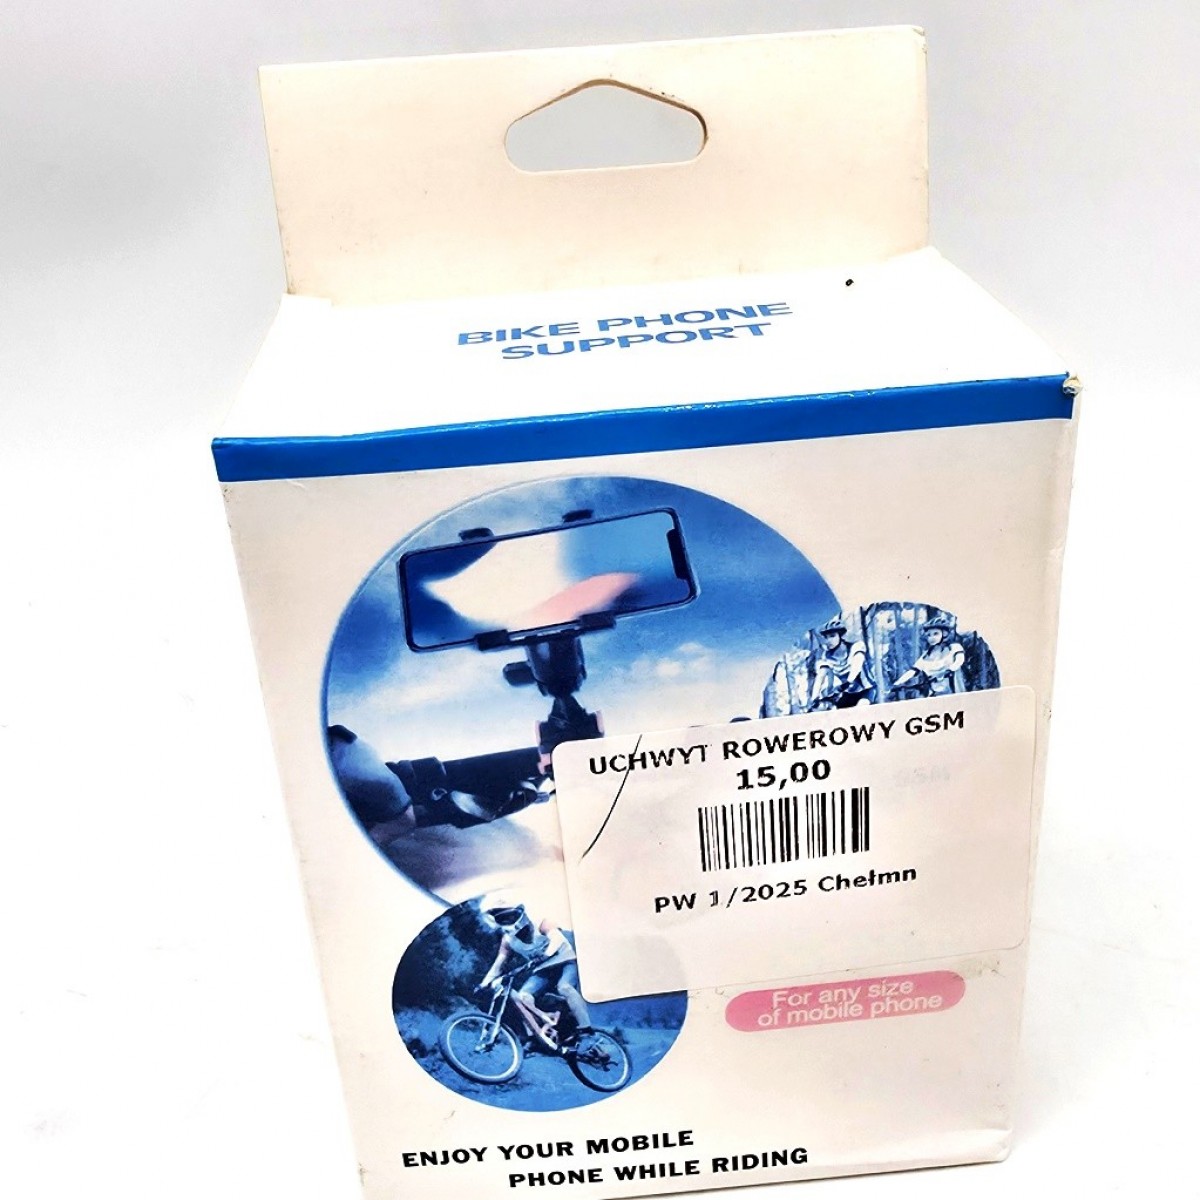 BIKE PHONE
SUPPORT
UCHWYT ROWEROWY GSM
15,00
PW 1/2025 Chełmn
For any size
of mobile phone
ENJOY YOUR MOBILE
PHONE WHILE RIDING